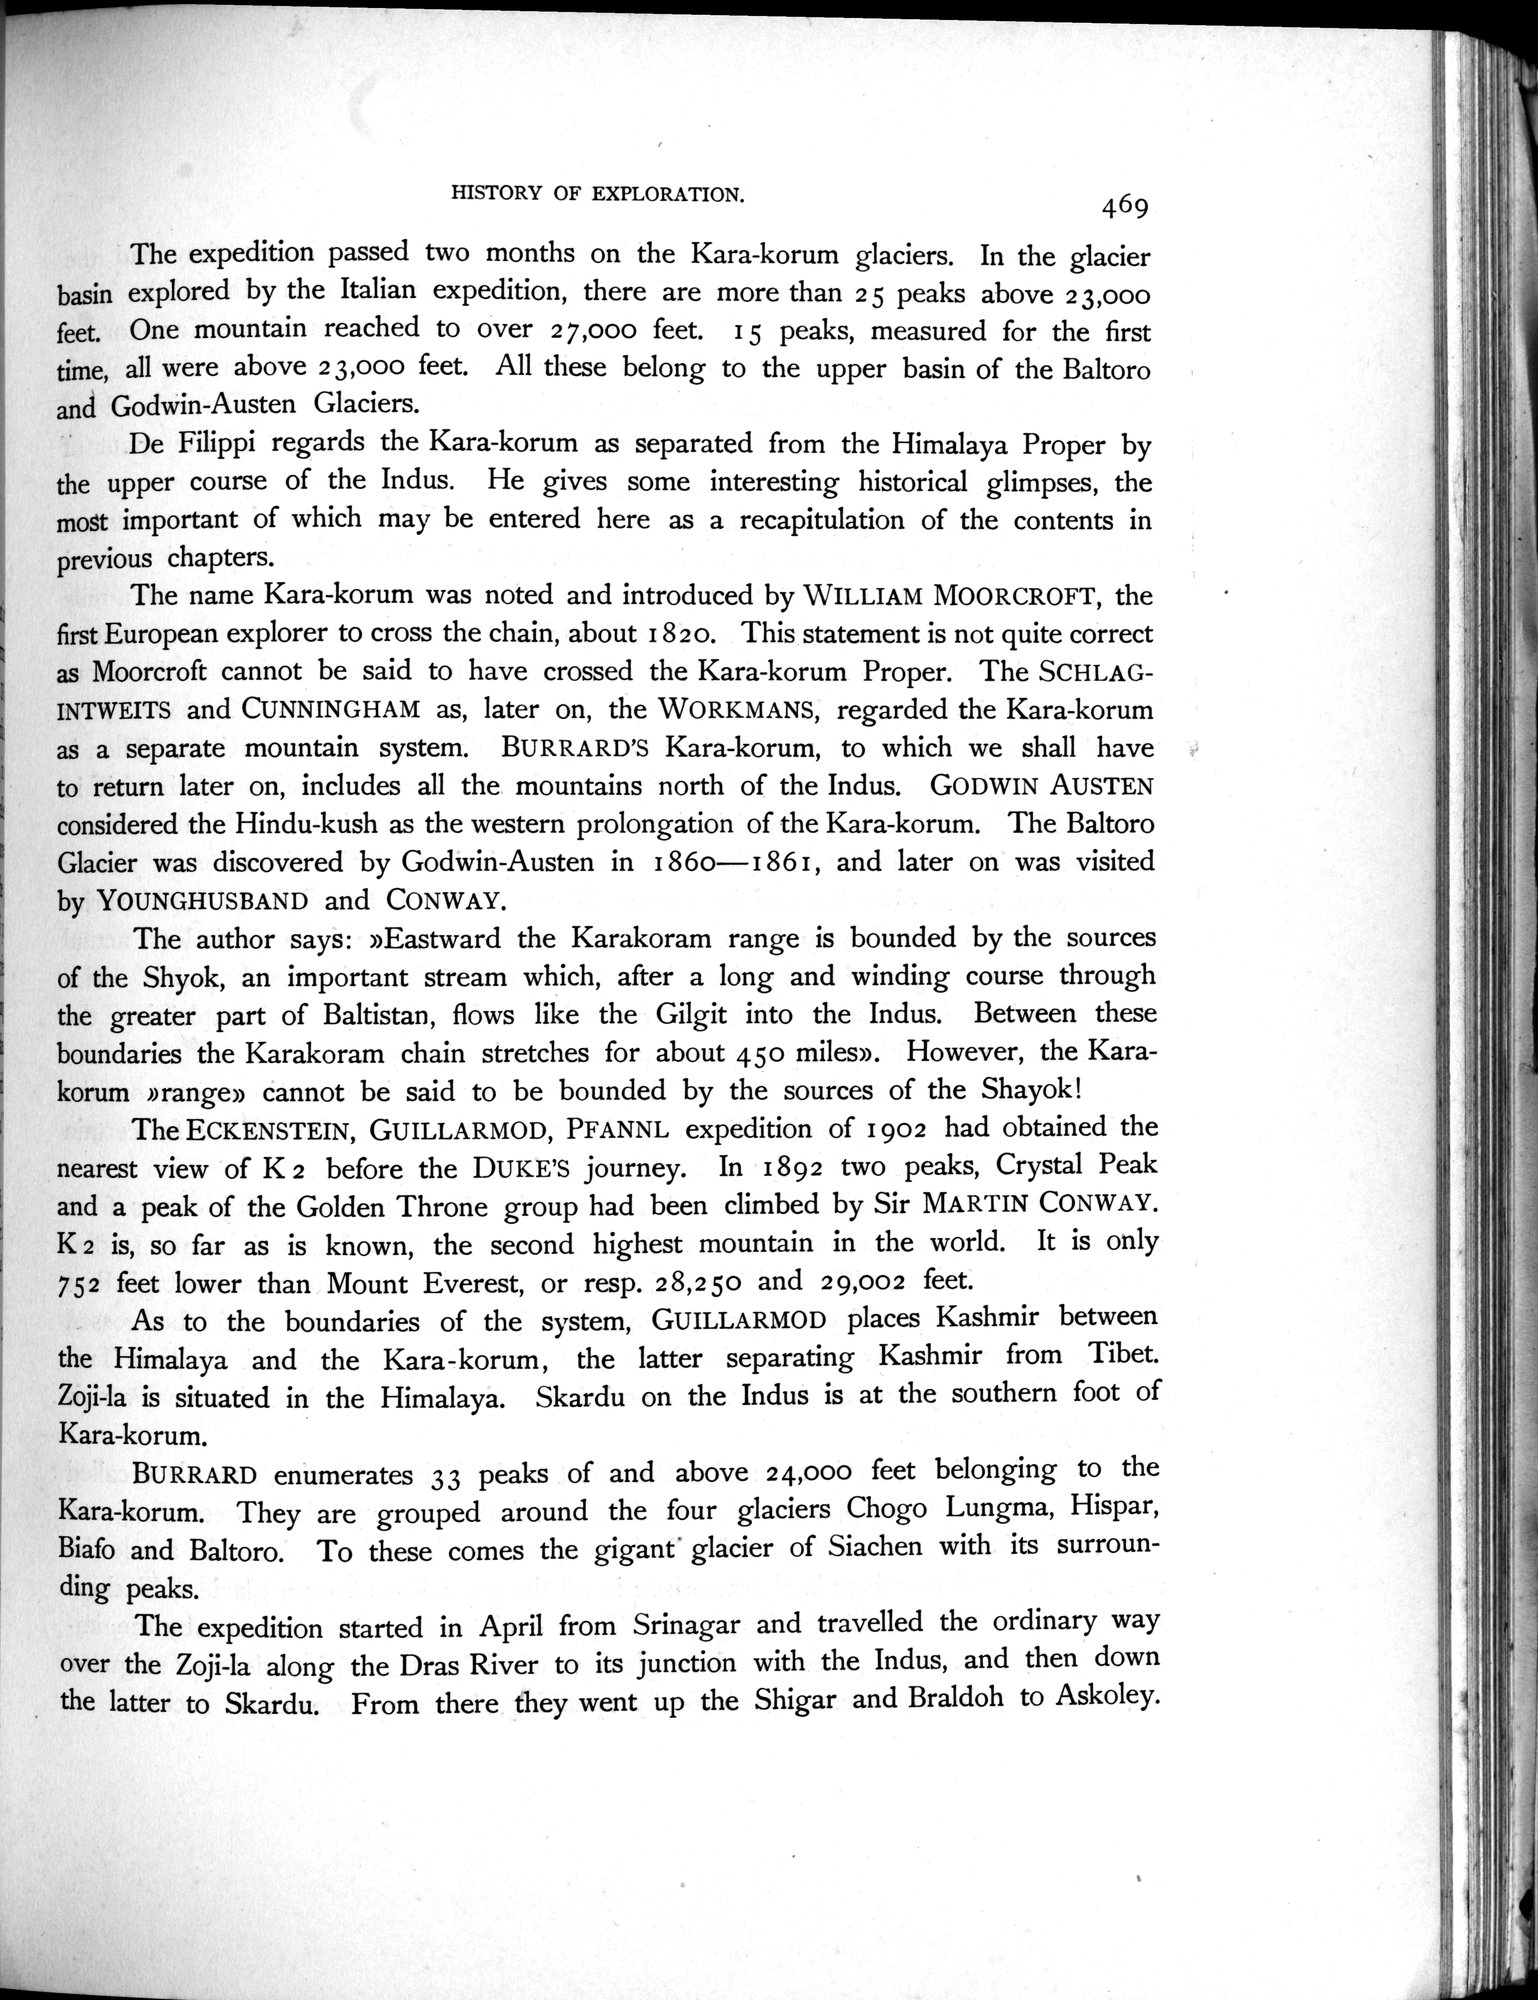 HISTORY OF EXPLORATION.
469
The expedition passed two months on the Kara-korum glaciers. In the glacier
basin explored by the Italian expedition, there are more than 25 peaks above 23,000
feet. One mountain reached to over 27,000 feet. 15 peaks, measured for the first
time, all were above 23,000 feet. All these belong to the upper basin of the Baltoro
and Godwin-Austen Glaciers.
De Filippi regards the Kara-korum as separated from the Himalaya Proper by
the upper course of the Indus. He gives some interesting historical glimpses, the
most important of which may be entered here as a recapitulation of the contents in
previous chapters.
The name Kara-korum was noted and introduced by WILLIAM MOORCROFT, the
first European explorer to cross the chain, about 1820. This statement is not quite correct
as Moorcroft cannot be said to have crossed the Kara-korum Proper. The SCHLAG-
INTWEITS and CUNNINGHAM as, later on, the WORKMANS, regarded the Kara-korum
as a separate mountain system. BURRARD'S Kara-korum, to which we shall have
to return later on, includes all the mountains north of the Indus. GODWIN AUSTEN
considered the Hindu-kush as the western prolongation of the Kara-korum. The Baltoro
Glacier was discovered by Godwin-Austen in 1860—1861, and later on was visited
by YOUNGHUSBAND and CONWAY.
The author says: »Eastward the Karakoram range is bounded by the sources
of the Shyok, an important stream which, after a long and winding course through
the greater part of Baltistan, flows like the Gilgit into the Indus. Between these
boundaries the Karakoram chain stretches for about 450 miles». However, the Kara-
korum »range» cannot be said to be bounded by the sources of the Shayok!
The ECKENSTEIN, GUILLARMOD, PFANNL expedition of 1902 had obtained the
nearest view of K 2 before the DUKE'S journey. In 1892 two peaks, Crystal Peak
and a peak of the Golden Throne group had been climbed by Sir MARTIN CONWAY.
K 2 is, so far as is known, the second highest mountain in the world. It is only
752 feet lower than Mount Everest, or resp. 28,250 and 29,002 feet.
As to the boundaries of the system, GUILLARMOD places Kashmir between
the Himalaya and the Kara-korum, the latter separating Kashmir from Tibet.
Zoji-la is situated in the Himalaya. Skardu on the Indus is at the southern foot of
Kara-korum.
BURRARD enumerates 33 peaks of and above 24,000 feet belonging to the
Kara-korum. They are grouped around the four glaciers Chogo Lungma, Hispar,
Biafo and Baltoro. To these comes the gigant glacier of Siachen with its surroun-
ding peaks.
The expedition started in April from Srinagar and travelled the ordinary way
over the Zoji-la along the Dras River to its junction with the Indus, and then down
the latter to Skardu. From there they went up the Shigar and Braldoh to Askoley.